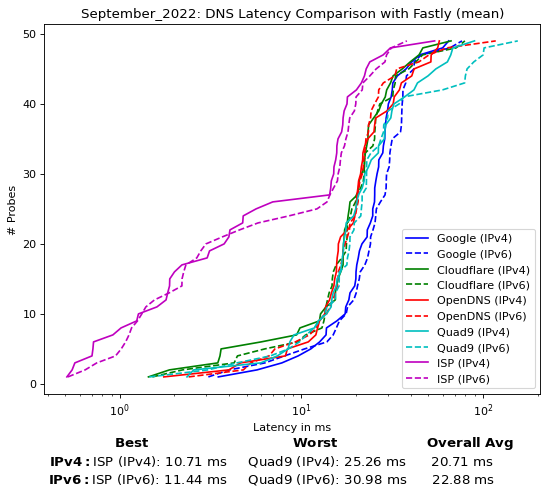 September_2022: DNS Latency Comparison with Fastly (mean)
# Probes
50
40
30
20
10
0
10^0
10^1
10^2
Latency in ms
Google (IPv4)
Google (IPv6)
Cloudflare (IPv4)
Cloudflare (IPv6)
OpenDNS (IPv4)
OpenDNS (IPv6)
Quad9 (IPv4)
Quad9 (IPv6)
ISP (IPv4)
ISP (IPv6)
Best Worst Overall Avg
IPv4: ISP (IPv4): 10.71 ms Quad9 (IPv4): 25.26 ms 20.71 ms
IPv6: ISP (IPv6): 11.44 ms Quad9 (IPv6): 30.98 ms 22.88 ms